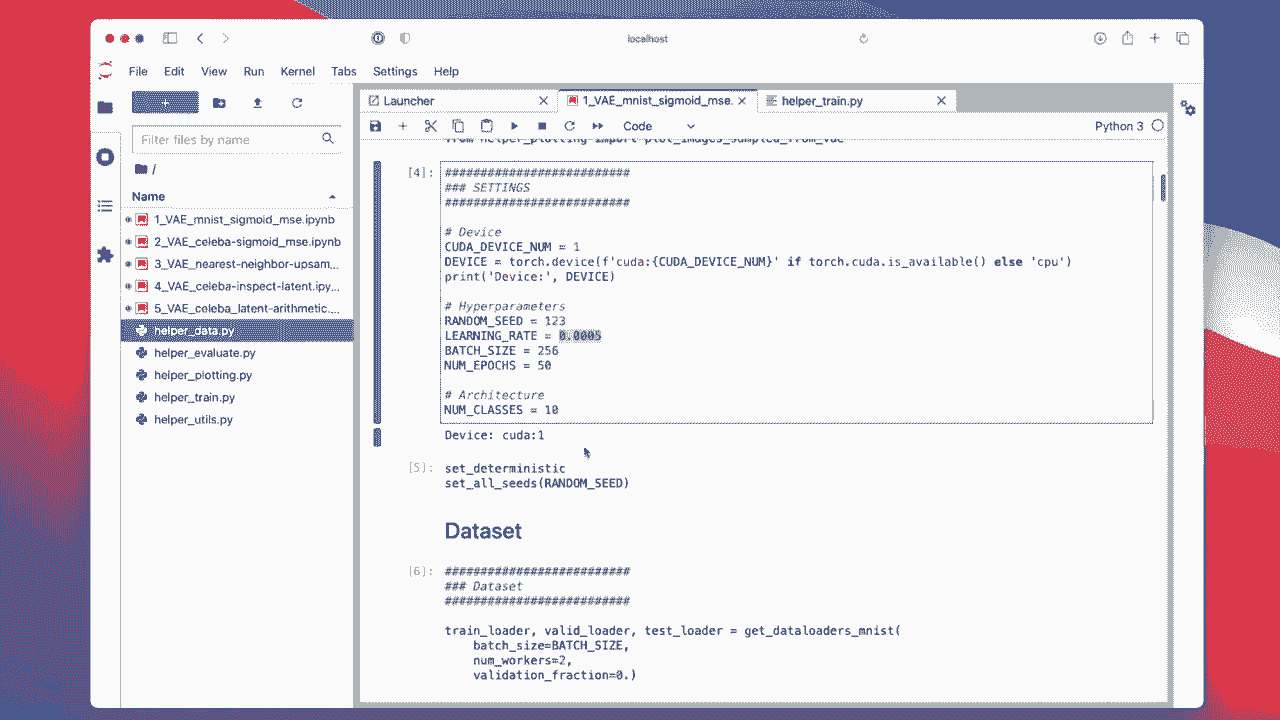 localhost
File Edit View Run Kernel Tabs Settings Help
Launcher
1_VAE_mnist_sigmoid_mse.
helper_train.py
Filter files by name
Code
Python 3
/
Name
1_VAE_mnist_sigmoid_mse.ipynb
2_VAE_celeba-sigmoid_mse.ipynb
3_VAE_nearest-neighbor-upsam...
4_VAE_celeba-inspect-latent.ipy...
5_VAE_celeba_latent-arithmetic....
helper_data.py
helper_evaluate.py
helper_plotting.py
helper_train.py
helper_utils.py
from helper_plotting import plot_images_sampled_from_vae
[4]: ##########################
### SETTINGS
##########################
# Device
CUDA_DEVICE_NUM = 1
DEVICE = torch.device(f'cuda:{CUDA_DEVICE_NUM}' if torch.cuda.is_available() else 'cpu')
print('Device:', DEVICE)
# Hyperparameters
RANDOM_SEED = 123
LEARNING_RATE = 0.0005
BATCH_SIZE = 256
NUM_EPOCHS = 50
# Architecture
NUM_CLASSES = 10
Device: cuda:1
[5]: set_deterministic
set_all_seeds(RANDOM_SEED)
Dataset
[6]: ##########################
### Dataset
##########################
train_loader, valid_loader, test_loader = get_dataloaders_mnist(
batch_size=BATCH_SIZE,
num_workers=2,
validation_fraction=0.)